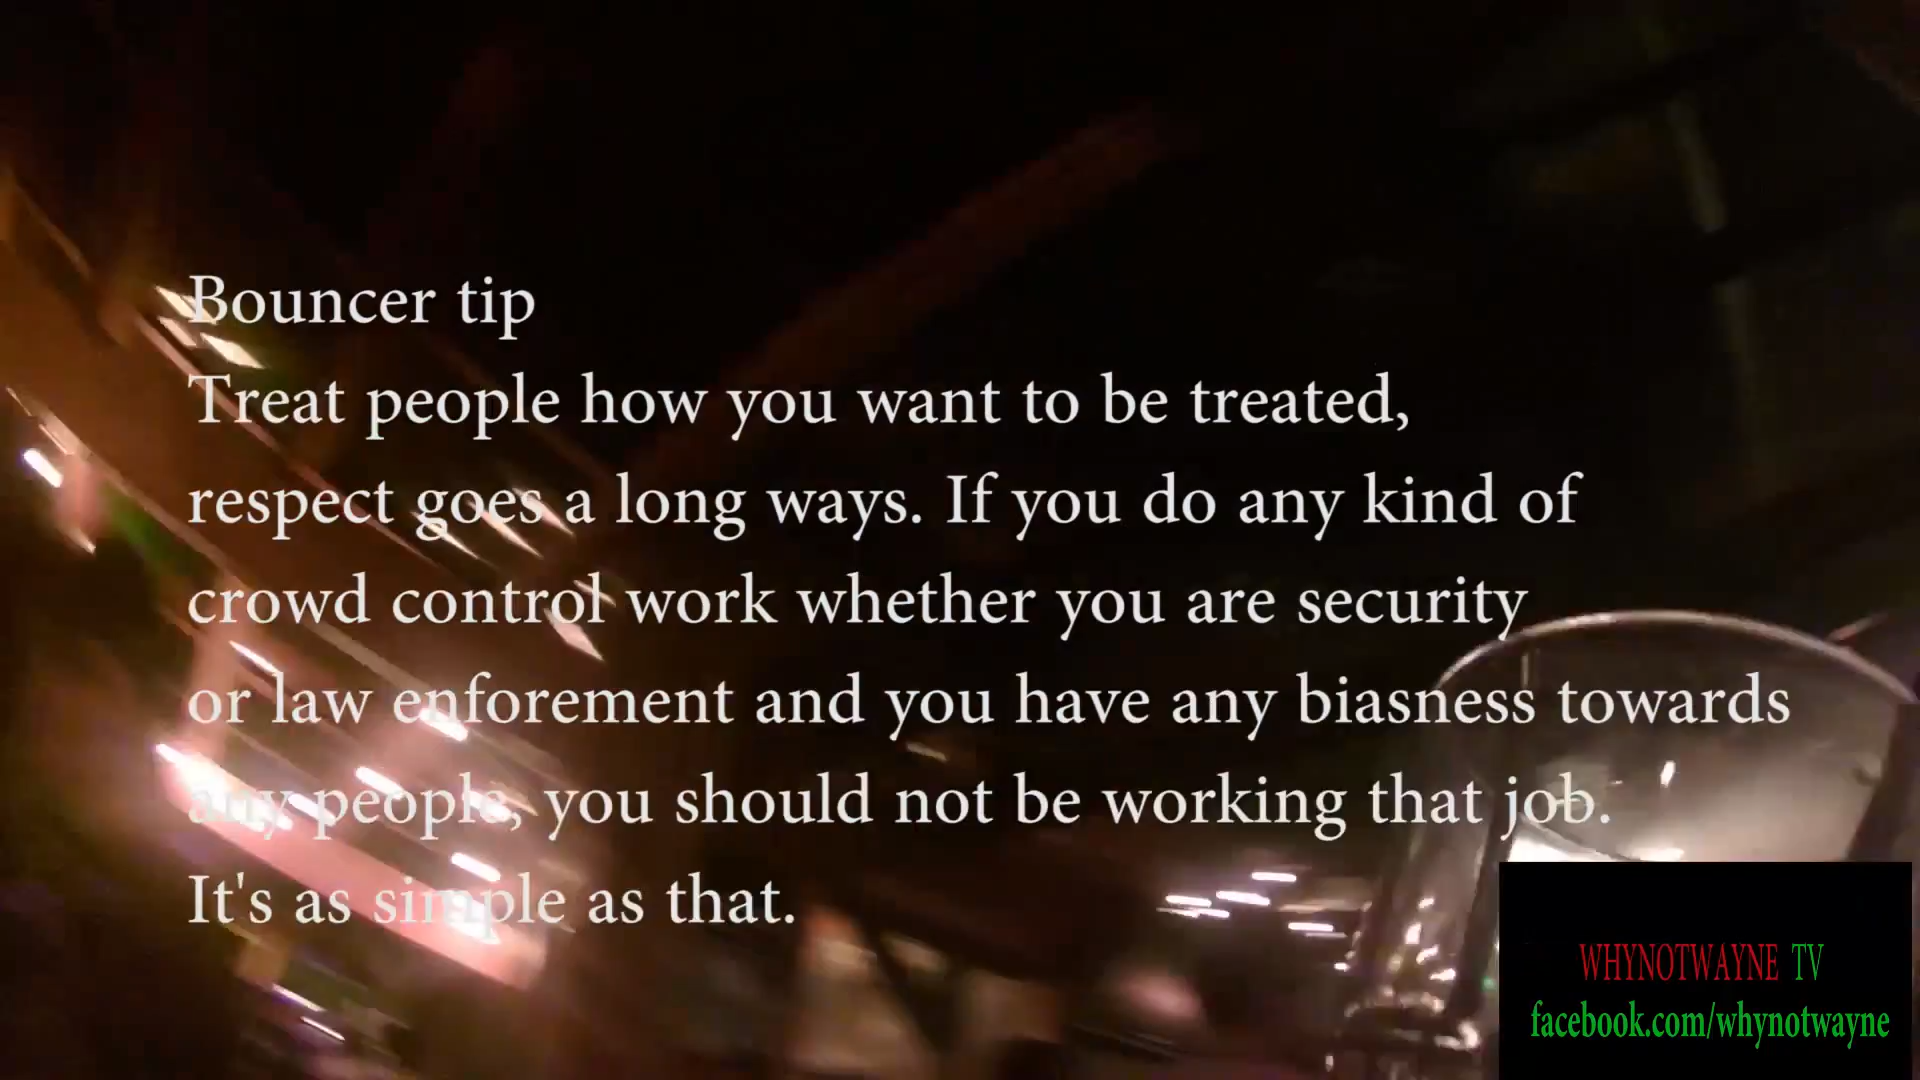 Bouncer tip
Treat people how you want to be treated,
respect goes a long ways. If you do any kind of
crowd control work whether you are security
or law enforement and you have any biasness towards
any people, you should not be working that job.
It's as simple as that.
WHYNOTWAYNE TV
facebook.com/whynotwayne